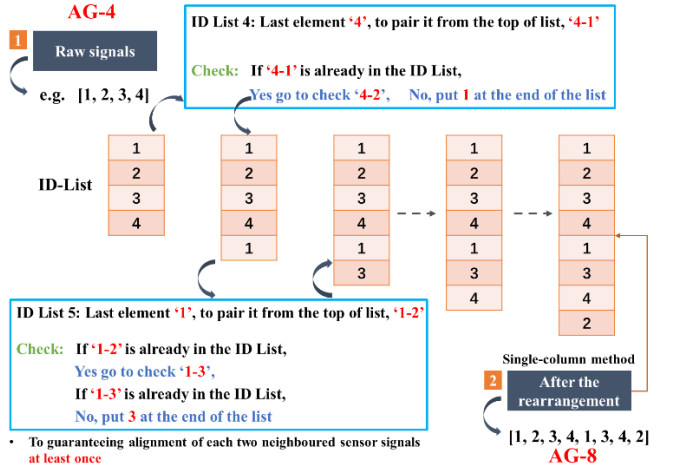 AG-4
1
Raw signals
e.g. [1, 2, 3, 4]
ID List 4: Last element ‘4’, to pair it from the top of list, ‘4-1’
Check: If ‘4-1’ is already in the ID List,
Yes go to check ‘4-2’, No, put 1 at the end of the list
ID-List
1
2
3
4
1
2
3
4
1
1
2
3
4
1
3
1
2
3
4
1
3
4
1
2
3
4
1
3
4
2
ID List 5: Last element ‘1’, to pair it from the top of list, ‘1-2’
Check: If ‘1-2’ is already in the ID List,
Yes go to check ‘1-3’,
If ‘1-3’ is already in the ID List,
No, put 3 at the end of the list
• To guaranteeing alignment of each two neighboured sensor signals
at least once
Single-column method
2
After the
rearrangement
[1, 2, 3, 4, 1, 3, 4, 2]
AG-8